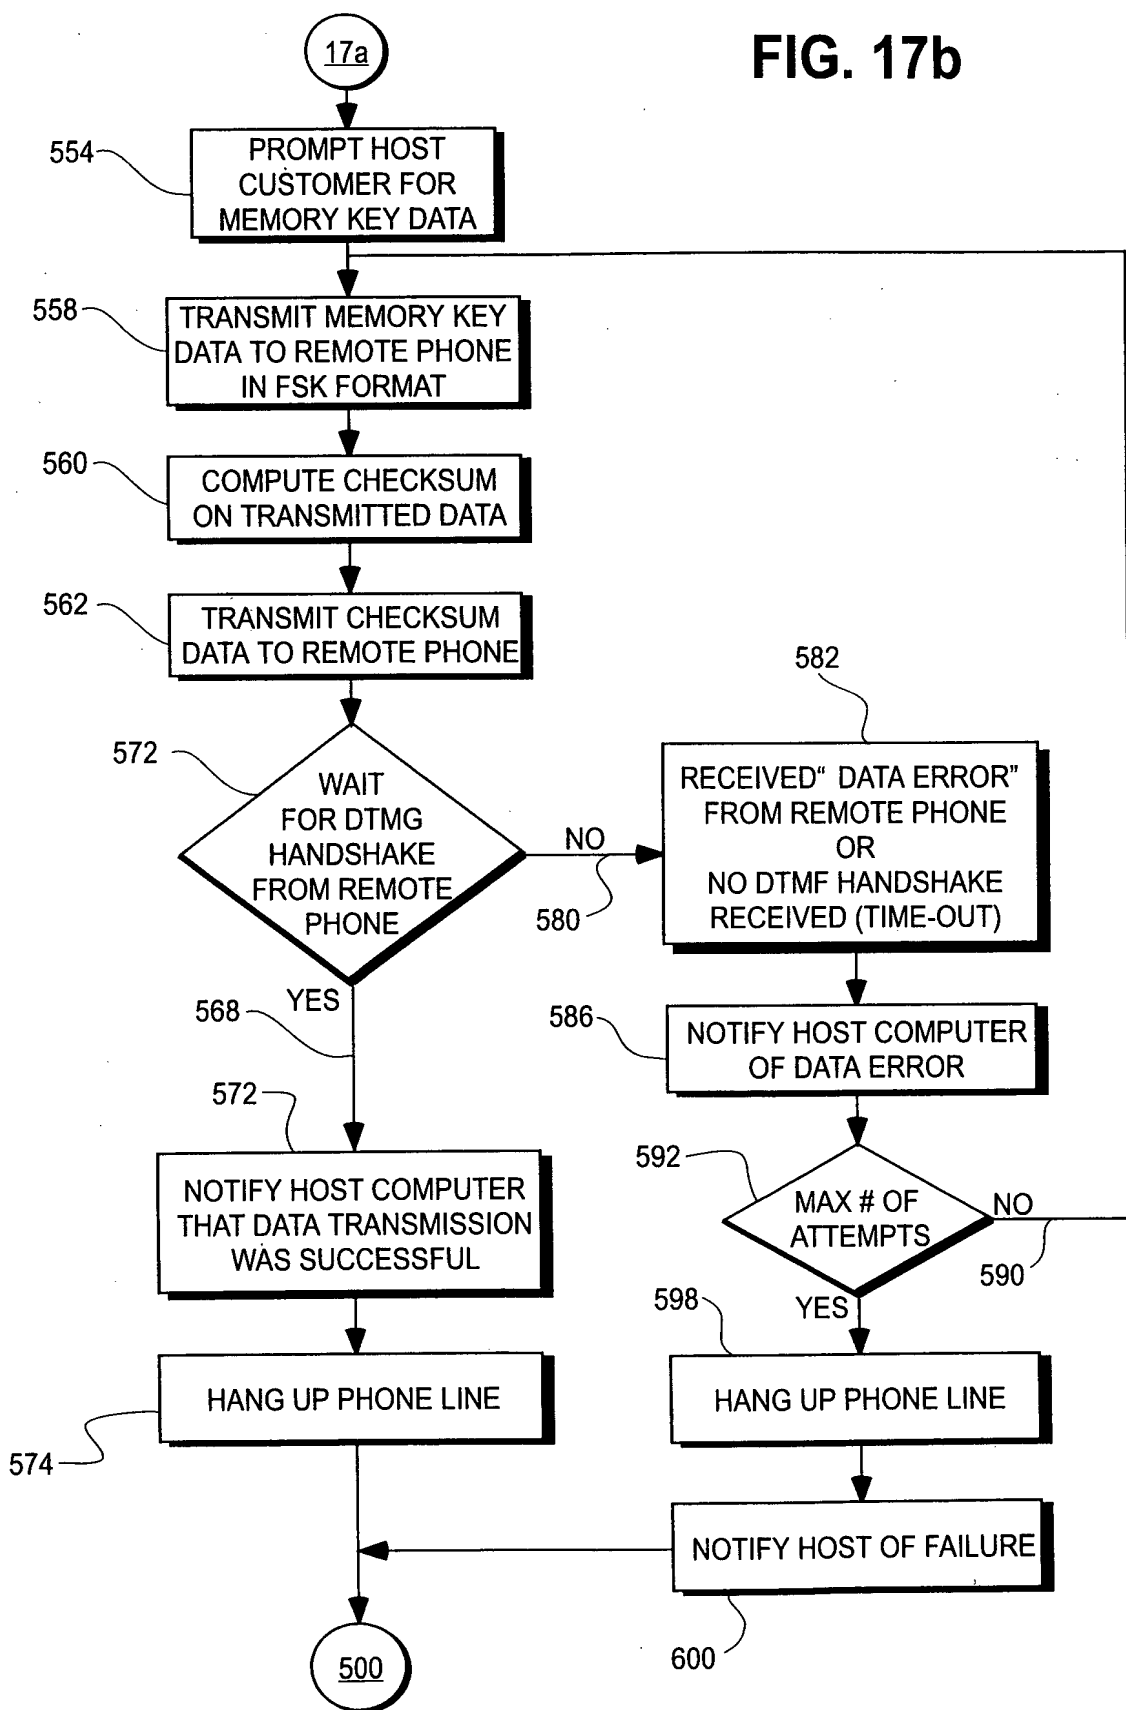 17a
FIG. 17b
554
PROMPT HOST
CUSTOMER FOR
MEMORY KEY DATA
558
TRANSMIT MEMORY KEY
DATA TO REMOTE PHONE
IN FSK FORMAT
560
COMPUTE CHECKSUM
ON TRANSMITTED DATA
562
TRANSMIT CHECKSUM
DATA TO REMOTE PHONE
572
WAIT
FOR DTMG
HANDSHAKE
FROM REMOTE
PHONE
NO
580
582
RECEIVED“ DATA ERROR”
FROM REMOTE PHONE
OR
NO DTMF HANDSHAKE
RECEIVED (TIME-OUT)
YES
568
586
NOTIFY HOST COMPUTER
OF DATA ERROR
572
NOTIFY HOST COMPUTER
THAT DATA TRANSMISSION
WAS SUCCESSFUL
592
MAX # OF
ATTEMPTS
NO
590
YES
598
HANG UP PHONE LINE
574
HANG UP PHONE LINE
NOTIFY HOST OF FAILURE
600
500